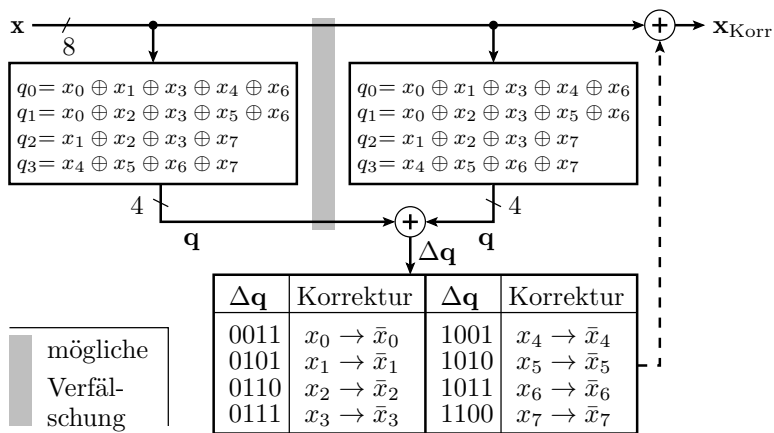 x 8 x_Korr
q₀= x₀ ⊕ x₁ ⊕ x₃ ⊕ x₄ ⊕ x₆
q₁= x₀ ⊕ x₂ ⊕ x₃ ⊕ x₅ ⊕ x₆
q₂= x₁ ⊕ x₂ ⊕ x₃ ⊕ x₇
q₃= x₄ ⊕ x₅ ⊕ x₆ ⊕ x₇
q₀= x₀ ⊕ x₁ ⊕ x₃ ⊕ x₄ ⊕ x₆
q₁= x₀ ⊕ x₂ ⊕ x₃ ⊕ x₅ ⊕ x₆
q₂= x₁ ⊕ x₂ ⊕ x₃ ⊕ x₇
q₃= x₄ ⊕ x₅ ⊕ x₆ ⊕ x₇
4 4
q q
Δq
Δq Korrektur Δq Korrektur
0011 x₀ → x̄₀ 1001 x₄ → x̄₄
0101 x₁ → x̄₁ 1010 x₅ → x̄₅
0110 x₂ → x̄₂ 1011 x₆ → x̄₆
0111 x₃ → x̄₃ 1100 x₇ → x̄₇
mögliche
Verfäl-
schung